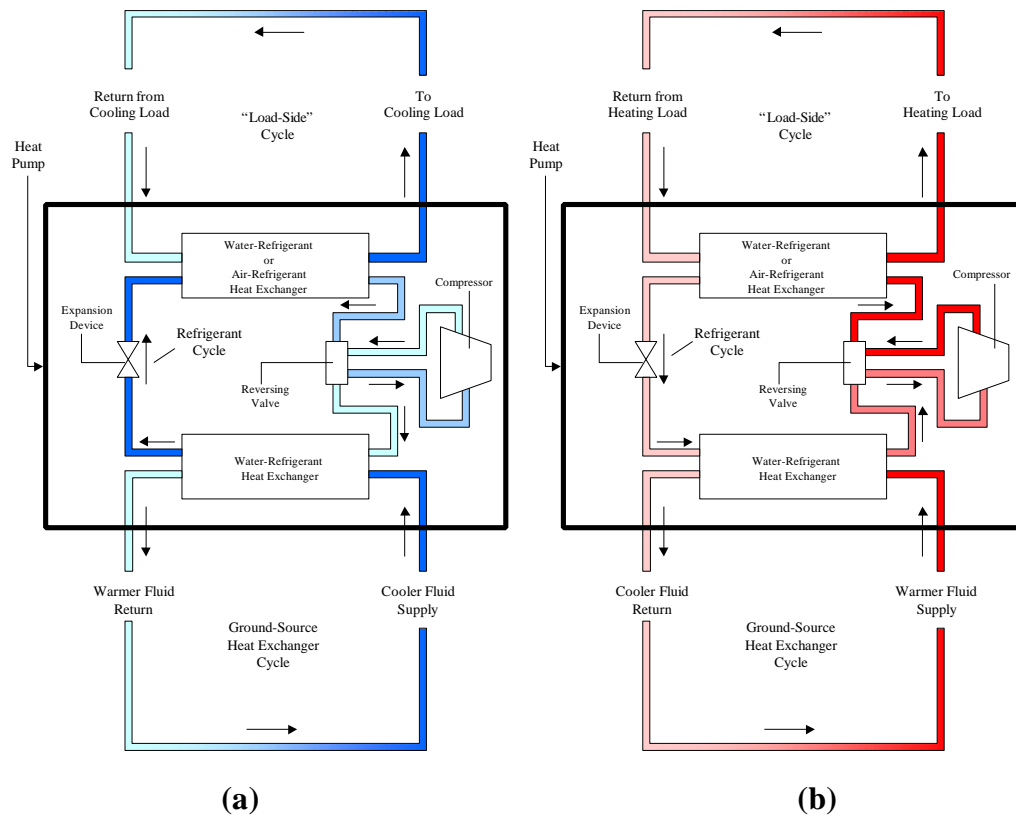 Return from
Cooling Load
"Load-Side"
Cycle
To
Cooling Load
Heat
Pump
Water-Refrigerant
or
Air-Refrigerant
Heat Exchanger
Compressor
Expansion
Device
Refrigerant
Cycle
Reversing
Valve
Water-Refrigerant
Heat Exchanger
Warmer Fluid
Return
Cooler Fluid
Supply
Ground-Source
Heat Exchanger
Cycle
(a)
Return from
Heating Load
"Load-Side"
Cycle
To
Heating Load
Heat
Pump
Water-Refrigerant
or
Air-Refrigerant
Heat Exchanger
Compressor
Expansion
Device
Refrigerant
Cycle
Reversing
Valve
Water-Refrigerant
Heat Exchanger
Cooler Fluid
Return
Warmer Fluid
Supply
Ground-Source
Heat Exchanger
Cycle
(b)